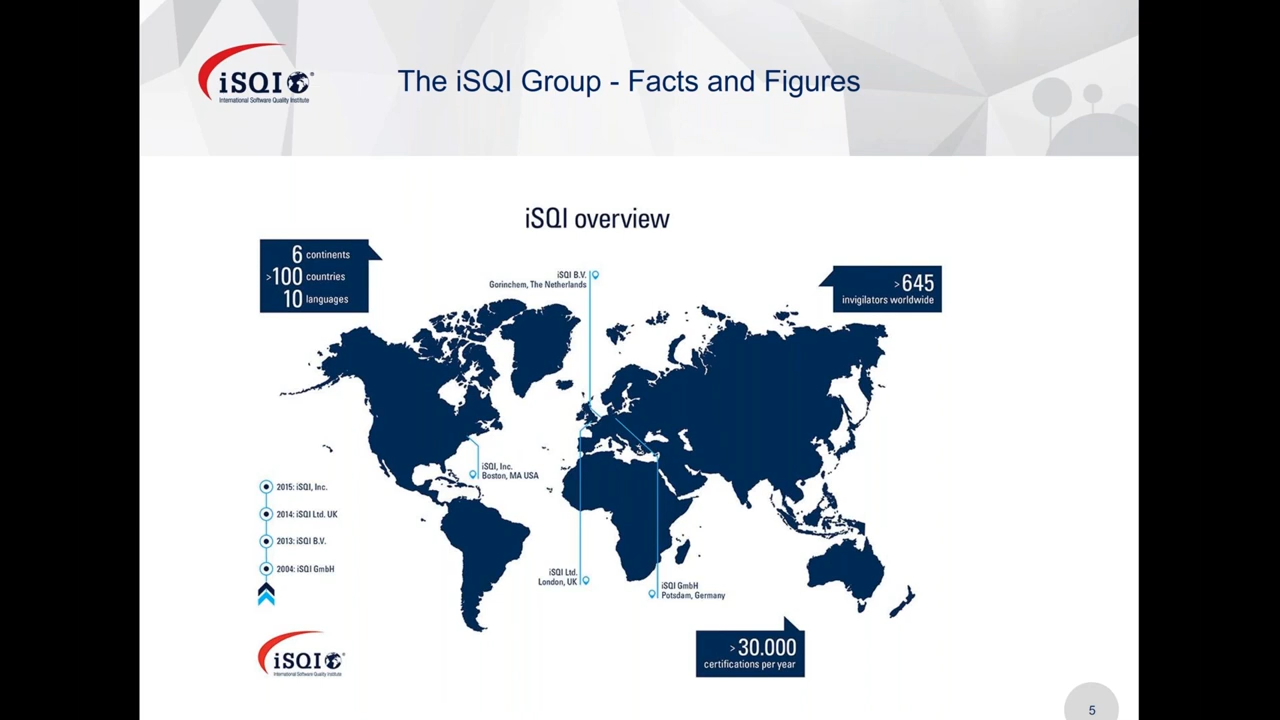 iSQI®
International Software Quality Institute
The iSQI Group - Facts and Figures
iSQI overview
6 continents
>100 countries
10 languages
iSQI B.V.
Gorinchem, The Netherlands
>645
invigilators worldwide
iSQI, Inc.
Boston, MA USA
2015: iSQI, Inc.
2014: iSQI Ltd. UK
2013: iSQI B.V.
2004: iSQI GmbH
iSQI Ltd.
London, UK
iSQI GmbH
Potsdam, Germany
>30.000
certifications per year
iSQI®
International Software Quality Institute
5